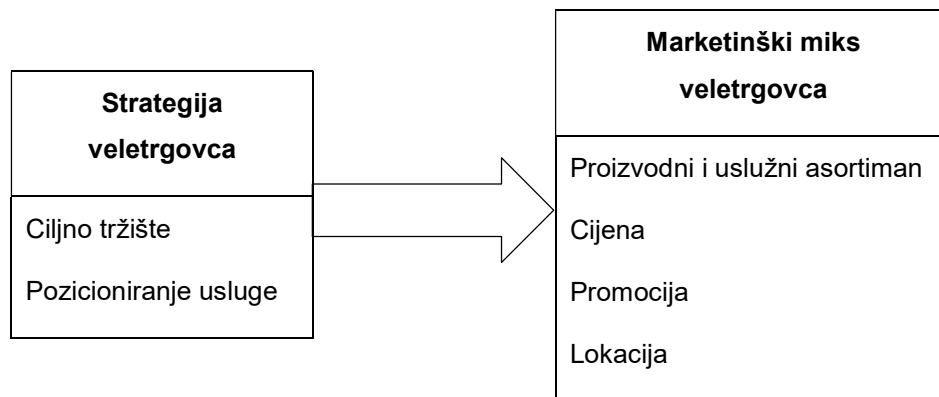 Strategija
veletrgovca
Ciljno tržište
Pozicioniranje usluge
Marketinški miks
veletrgovca
Proizvodni i uslužni asortiman
Cijena
Promocija
Lokacija